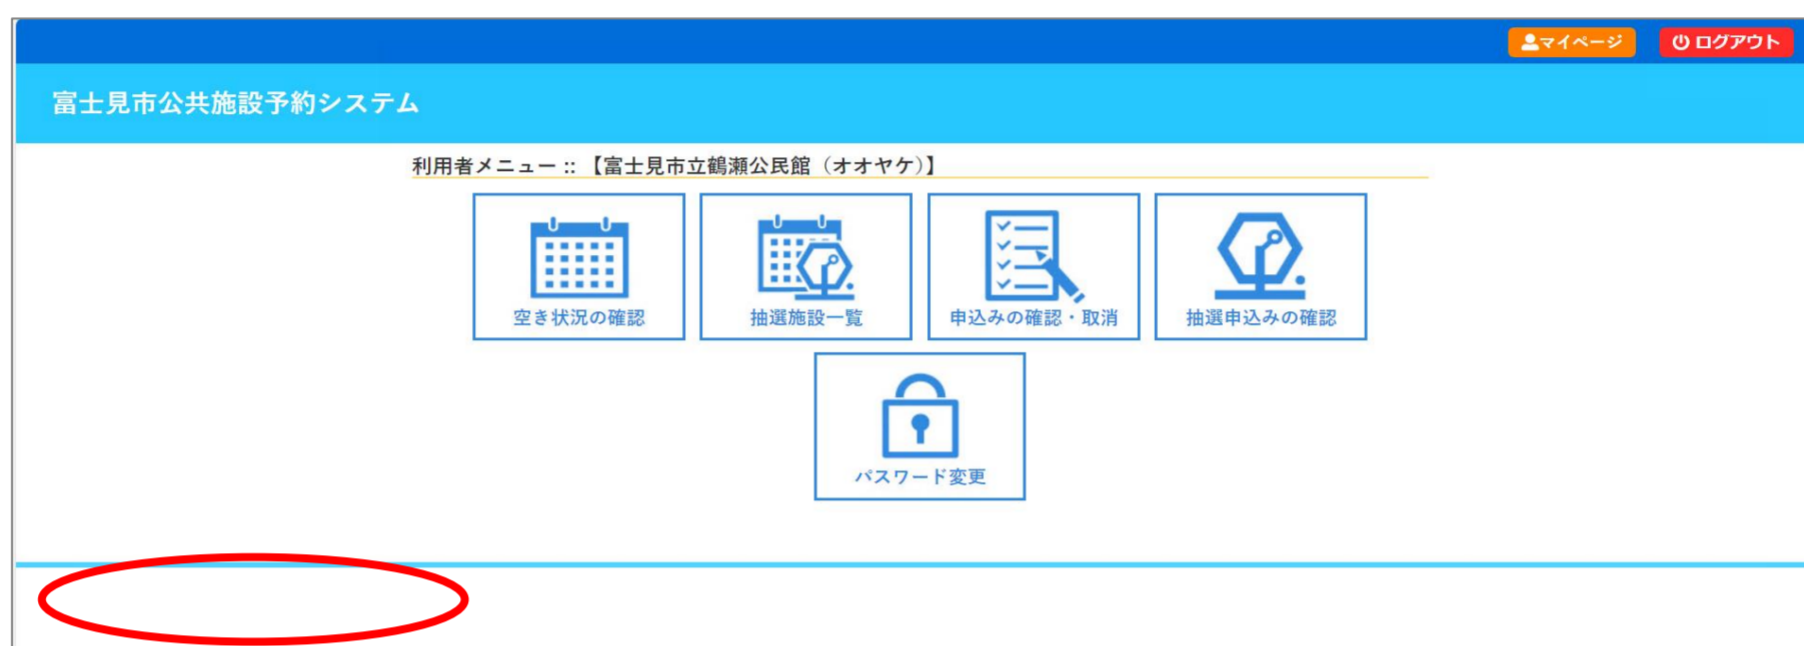 マイページ ログアウト
富士見市公共施設予約システム
利用者メニュー :: 【富士見市立鶴瀬公民館（オオヤケ)】
空き状況の確認 抽選施設一覧 申込みの確認・取消 抽選申込みの確認
パスワード変更